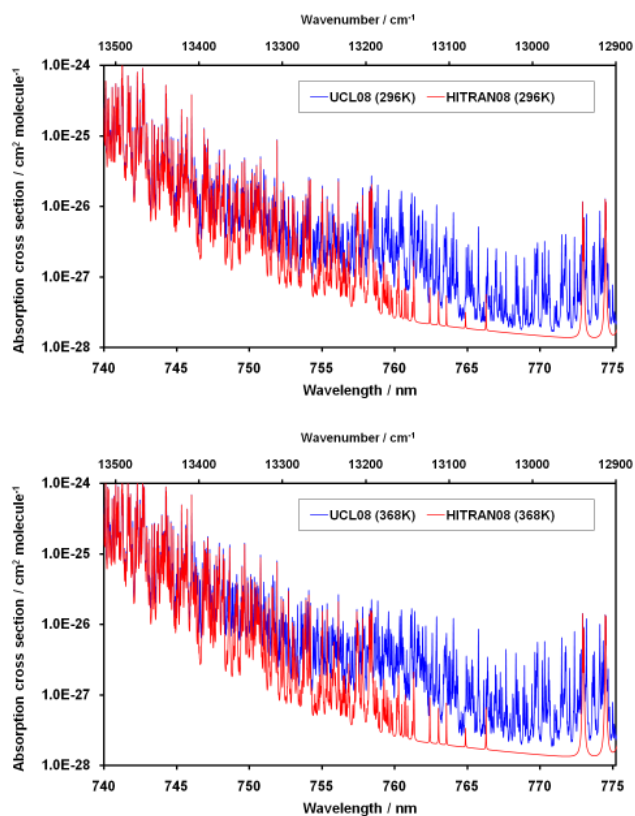 Wavenumber / cm-1
13500 13400 13300 13200 13100 13000 12900
1.0E-24
UCL08 (296K) HITRAN08 (296K)
1.0E-25
1.0E-26
1.0E-27
1.0E-28
Absorption cross section / cm2 molecule-1
740 745 750 755 760 765 770 775
Wavelength / nm
Wavenumber / cm-1
13500 13400 13300 13200 13100 13000 12900
1.0E-24
UCL08 (368K) HITRAN08 (368K)
1.0E-25
1.0E-26
1.0E-27
1.0E-28
Absorption cross section / cm2 molecule-1
740 745 750 755 760 765 770 775
Wavelength / nm